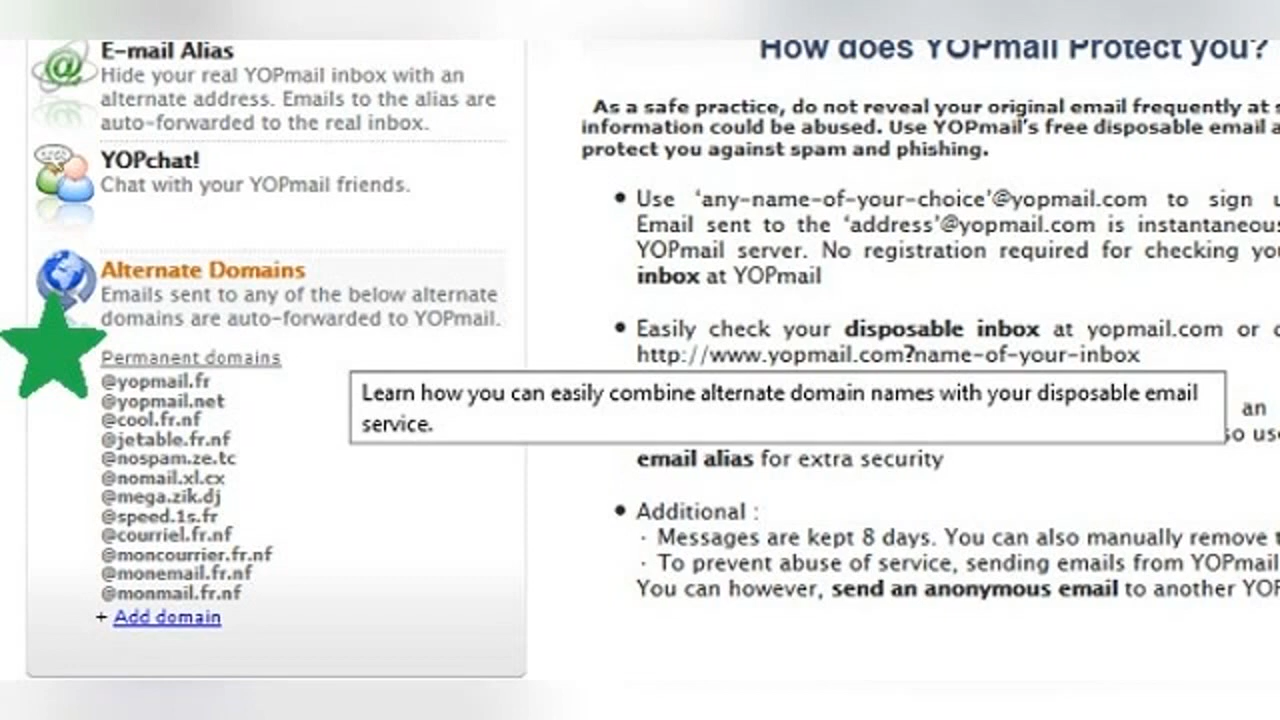 E-mail Alias
Hide your real YOPmail inbox with an
alternate address. Emails to the alias are
auto-forwarded to the real inbox.
YOPchat!
Chat with your YOPmail friends.
Alternate Domains
Emails sent to any of the below alternate
domains are auto-forwarded to YOPmail.
Permanent domains
@yopmail.fr
@yopmail.net
@cool.fr.nf
@jetable.fr.nf
@nospam.ze.tc
@nomail.xl.cx
@mega.zik.dj
@speed.1s.fr
@courriel.fr.nf
@moncourrier.fr.nf
@monemail.fr.nf
@monmail.fr.nf
+ Add domain
How does YOPmail Protect you?
As a safe practice, do not reveal your original email frequently at
information could be abused. Use YOPmail's free disposable email
protect you against spam and phishing.
• Use 'any-name-of-your-choice'@yopmail.com to sign
Email sent to the 'address'@yopmail.com is
YOPmail server. No registration required for checking
inbox at YOPmail
• Easily check your disposable inbox at yopmail.com or
http://www.yopmail.com?name-of-your-inbox
Learn how you can easily combine alternate domain names with your disposable email
service.
an
email alias for extra security
• Additional :
· Messages are kept 8 days. You can also manually remove
· To prevent abuse of service, sending emails from YOPmail
You can however, send an anonymous email to another